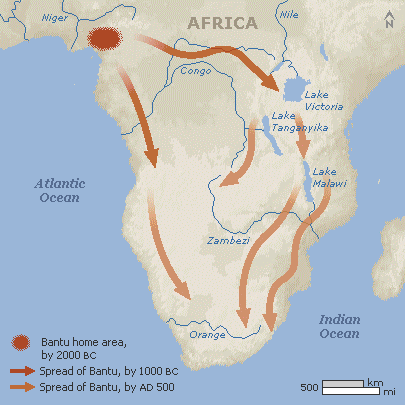 Niger
AFRICA
Nile
N
Congo
Lake
Victoria
Lake
Tanganyika
Lake
Malawi
Atlantic
Ocean
Zambezi
Indian
Ocean
Orange
Bantu home area,
by 2000 BC
Spread of Bantu, by 1000 BC
Spread of Bantu, by AD 500
500
km
mi